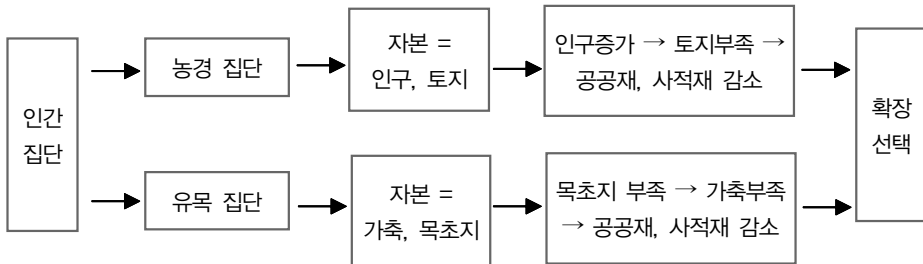 인간
집단
농경 집단
자본 =
인구, 토지
인구증가 → 토지부족 →
공공재, 사적재 감소
유목 집단
자본 =
가축, 목초지
목초지 부족 → 가축부족
→ 공공재, 사적재 감소
확장
선택